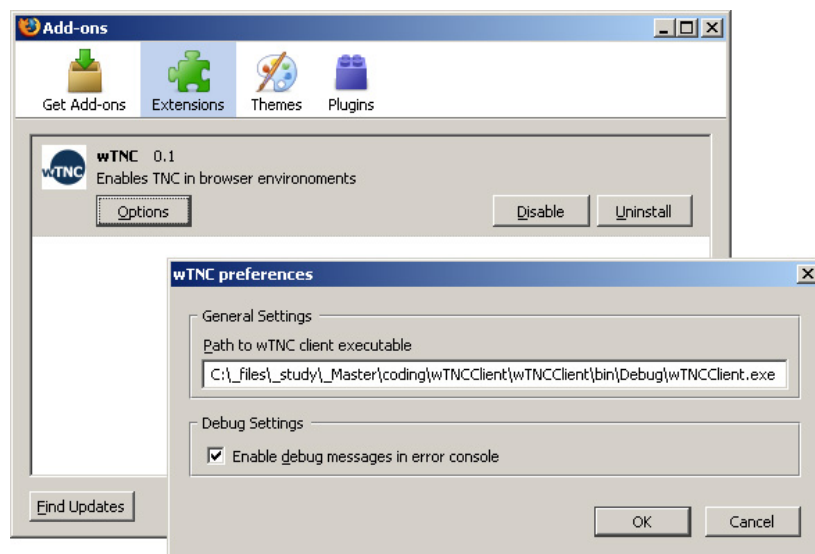 Add-ons
Get Add-ons Extensions Themes Plugins
wTNC wTNC 0.1
Enables TNC in browser environoments
Options Disable Uninstall
wTNC preferences
General Settings
Path to wTNC client executable
C:\_files\_study\_Master\coding\wTNCClient\wTNCClient\bin\Debug\wTNCClient.exe
Debug Settings
Enable debug messages in error console
Find Updates
OK Cancel